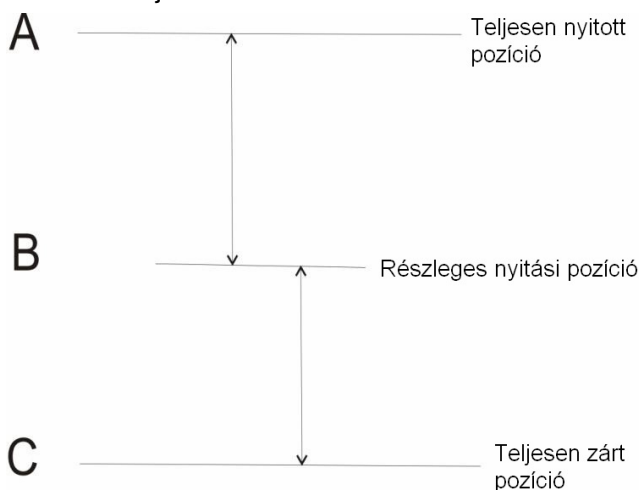 A
Teljesen nyitott
pozíció
B
Részleges nyitási pozíció
C
Teljesen zárt
pozíció